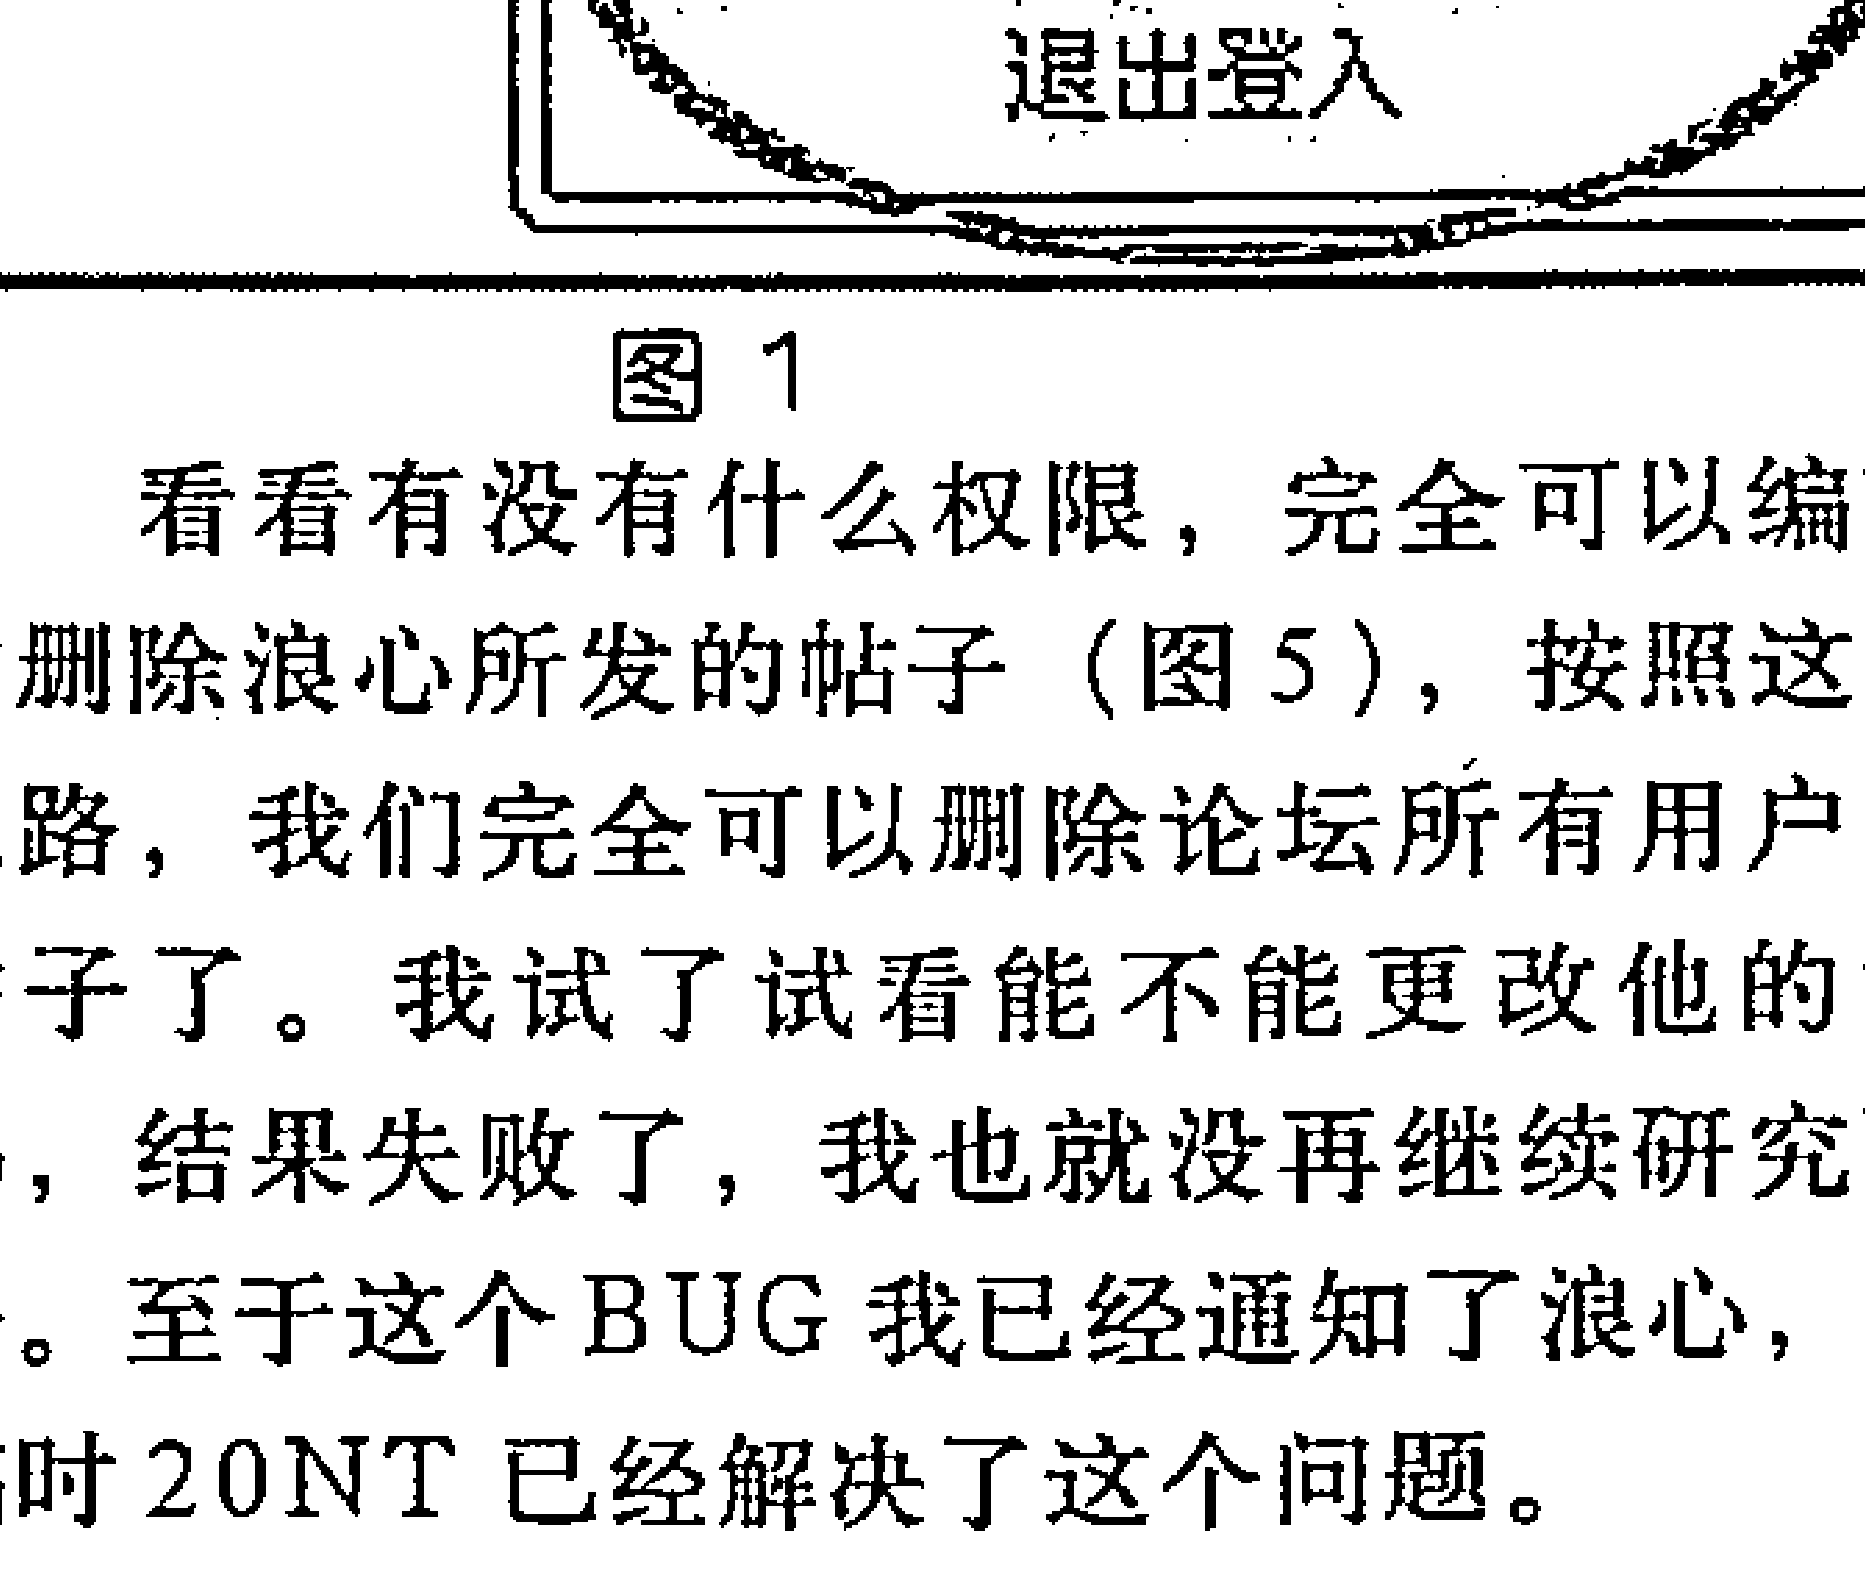 退出登入
图 1
看看有没有什么权限，完全可以编
删除浪心所发的帖子（图5），按照这
路，我们完全可以删除论坛所有用户
子了。我试了试看能不能更改他的
，结果失败了，我也就没再继续研究
。至于这个BUG我已经通知了浪心，
时20NT已经解决了这个问题。